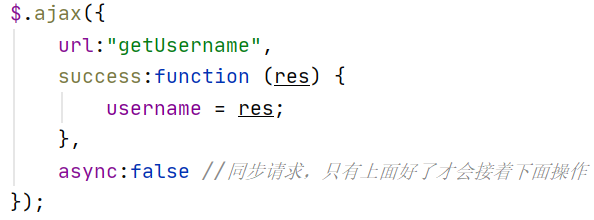 $.ajax({
    url:"getUsername",
    success:function (res) {
        username = res;
    },
    async:false //同步请求，只有上面好了才会接着下面操作
});